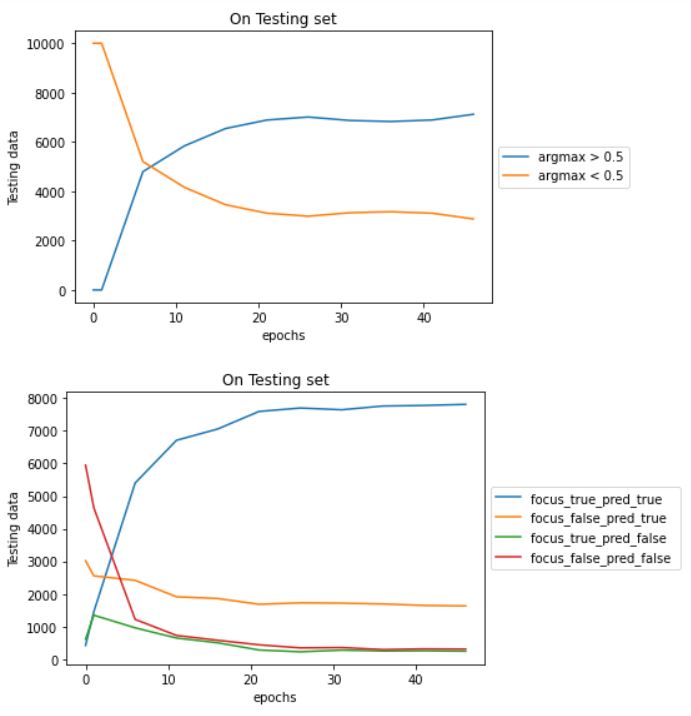 On Testing set
10000
8000
6000
4000
2000
0
Testing data
0 10 20 30 40
epochs
argmax > 0.5
argmax < 0.5
On Testing set
8000
7000
6000
5000
4000
3000
2000
1000
0
Testing data
0 10 20 30 40
epochs
focus_true_pred_true
focus_false_pred_true
focus_true_pred_false
focus_false_pred_false